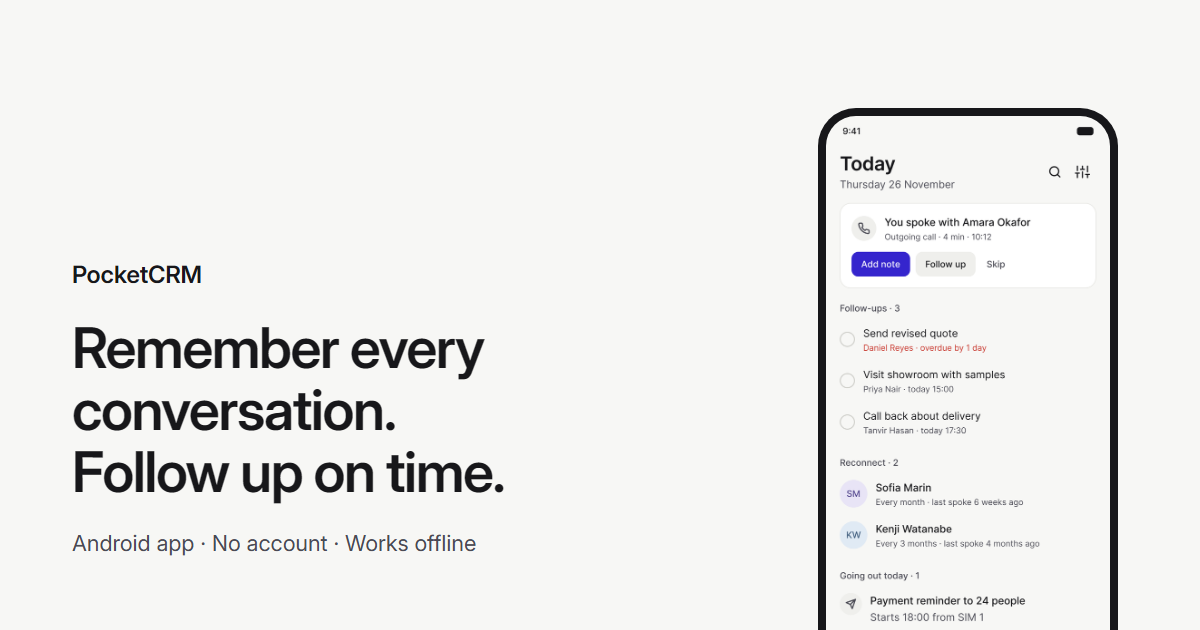 PocketCRM
Remember every
conversation.
Follow up on time.
Android app · No account · Works offline
9:41
Today
Thursday 26 November
You spoke with Amara Okafor
Outgoing call · 4 min · 10:12
Add note
Follow up
Skip
Follow-ups · 3
Send revised quote
Daniel Reyes · overdue by 1 day
Visit showroom with samples
Priya Nair · today 15:00
Call back about delivery
Tanvir Hasan · today 17:30
Reconnect · 2
SM
Sofia Marin
Every month · last spoke 6 weeks ago
KW
Kenji Watanabe
Every 3 months · last spoke 4 months ago
Going out today · 1
Payment reminder to 24 people
Starts 18:00 from SIM 1